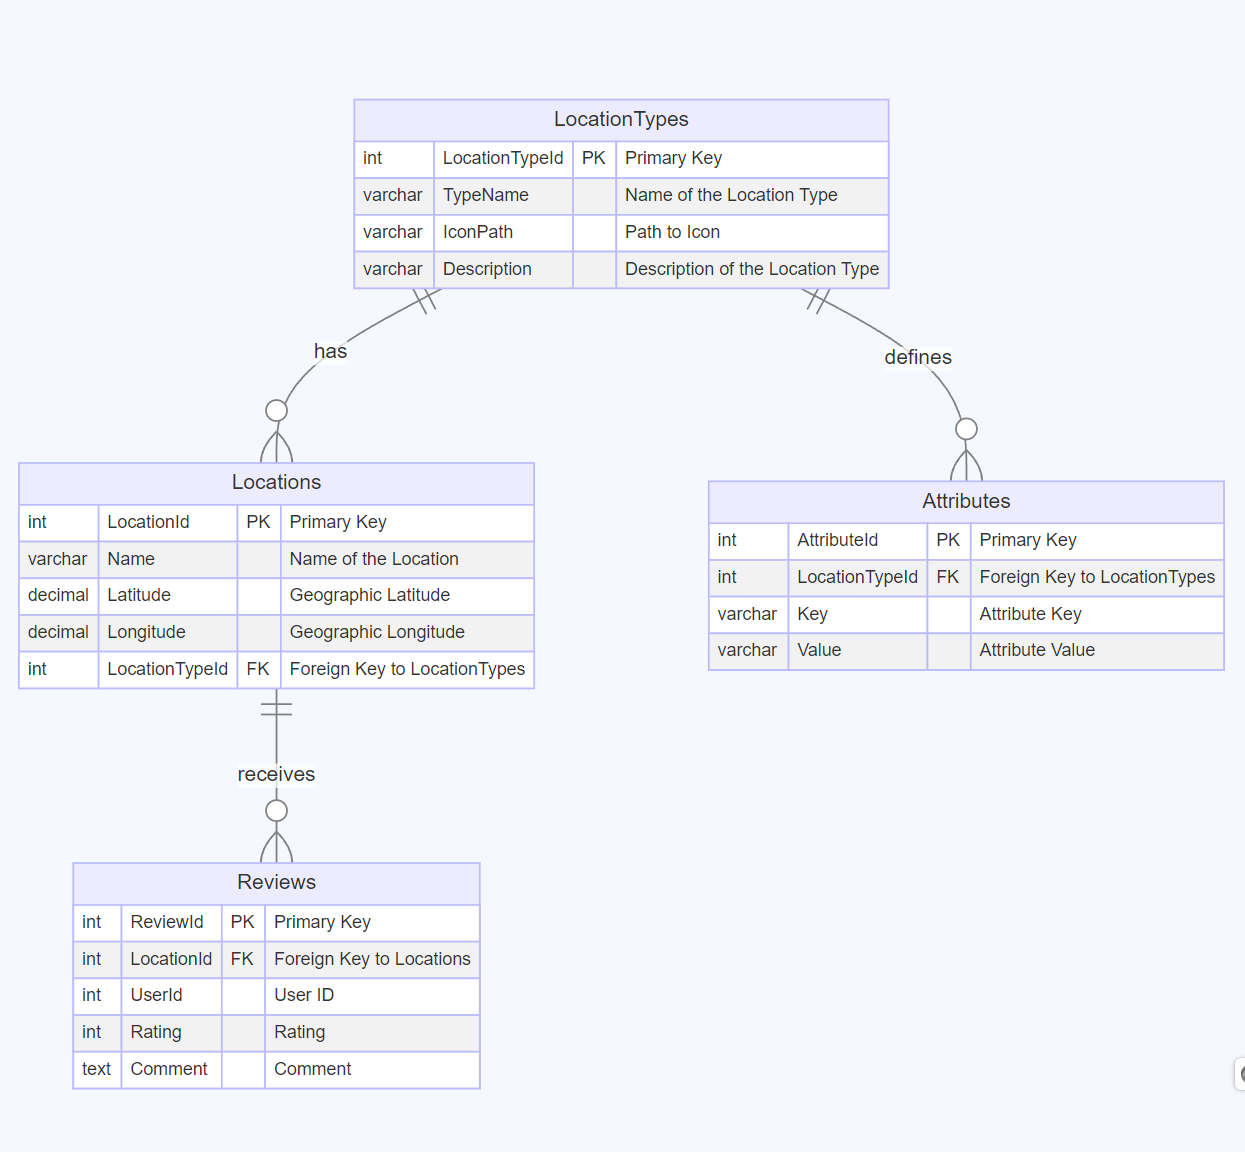 LocationTypes
int LocationTypeId PK Primary Key
varchar TypeName Name of the Location Type
varchar IconPath Path to Icon
varchar Description Description of the Location Type
has
defines
Locations
int LocationId PK Primary Key
varchar Name Name of the Location
decimal Latitude Geographic Latitude
decimal Longitude Geographic Longitude
int LocationTypeId FK Foreign Key to LocationTypes
Attributes
int AttributeId PK Primary Key
int LocationTypeId FK Foreign Key to LocationTypes
varchar Key Attribute Key
varchar Value Attribute Value
receives
Reviews
int ReviewId PK Primary Key
int LocationId FK Foreign Key to Locations
int UserId User ID
int Rating Rating
text Comment Comment